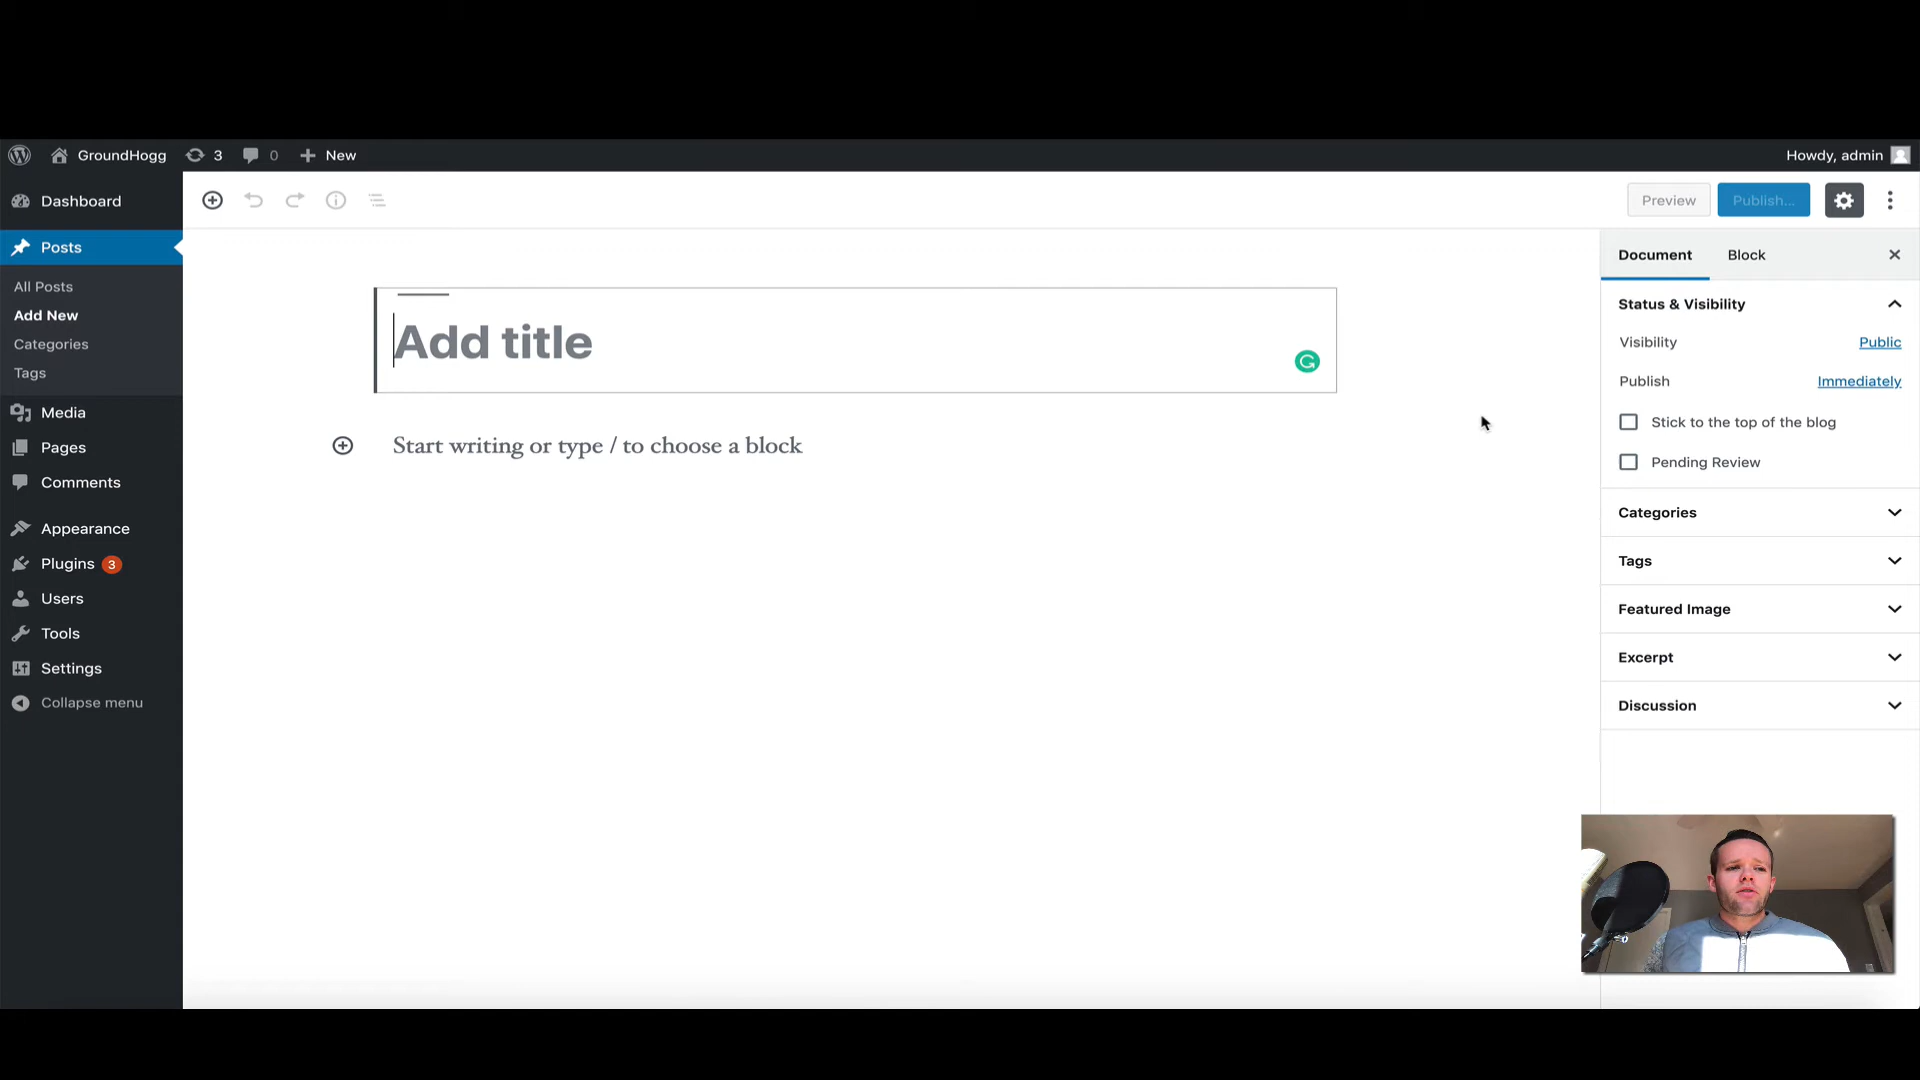 GroundHogg 3 0 New Howdy, admin
Dashboard
Preview Publish...
Posts
Document Block
All Posts
Add New
Categories
Tags
Media
Pages
Comments
Appearance
Plugins 3
Users
Tools
Settings
Collapse menu
Add title
Start writing or type / to choose a block
Status & Visibility
Visibility Public
Publish Immediately
Stick to the top of the blog
Pending Review
Categories
Tags
Featured Image
Excerpt
Discussion